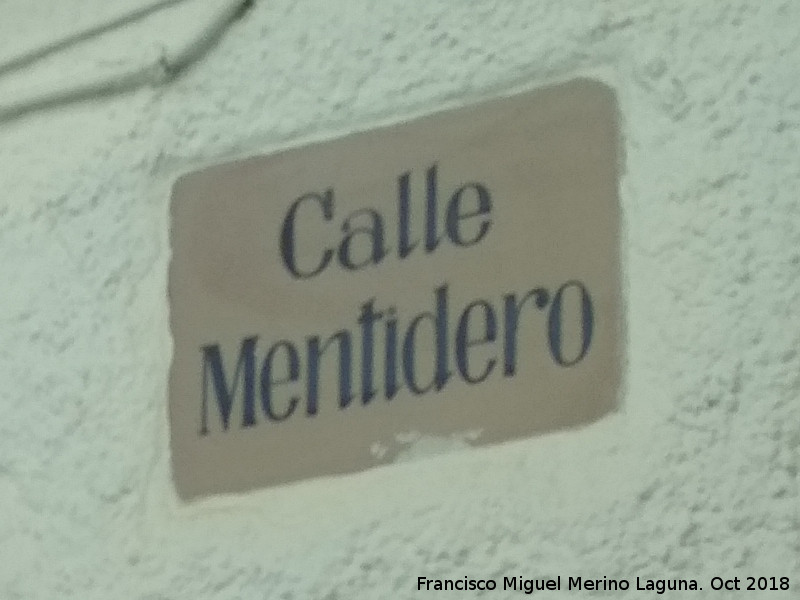 Calle
Mentidero
Francisco Miguel Merino Laguna. Oct 2018